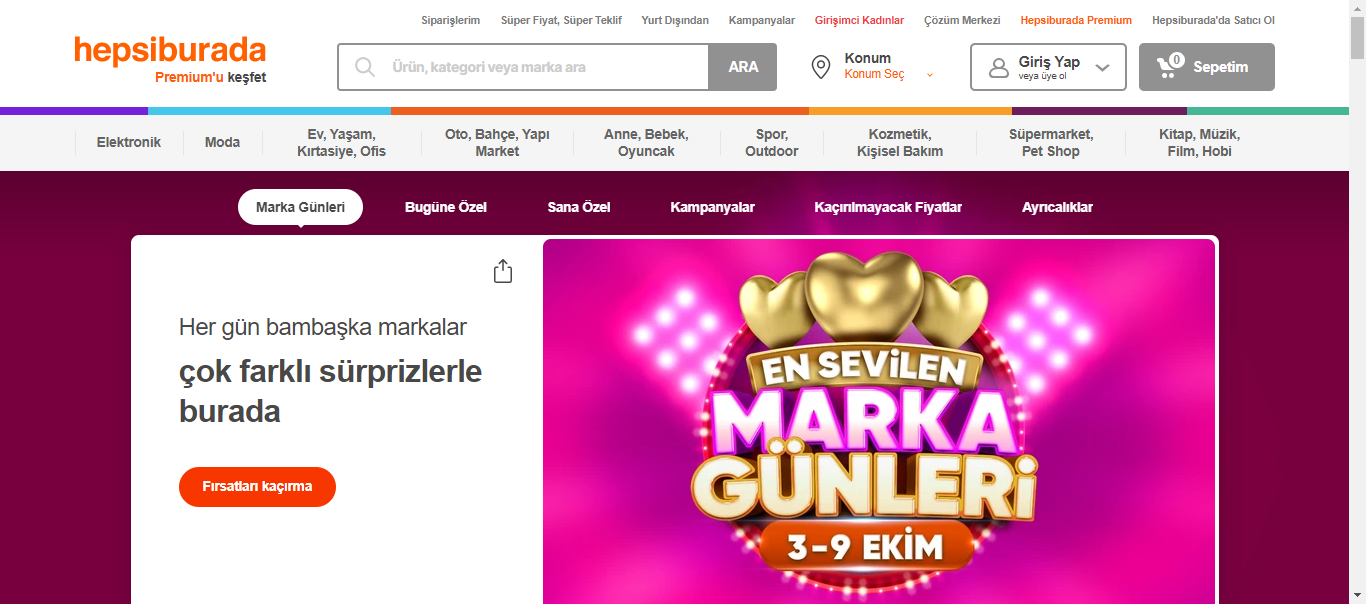 Siparişlerim Süper Fiyat, Süper Teklif Yurt Dışından Kampanyalar Girişimci Kadınlar Çözüm Merkezi Hepsiburada Premium Hepsiburada'da Satıcı Ol
hepsiburada
Premium'u keşfet
Ürün, kategori veya marka ara
ARA
Konum
Konum Seç
Giriş Yap
veya üye ol
0
Sepetim
Elektronik
Moda
Ev, Yaşam,
Kırtasiye, Ofis
Oto, Bahçe, Yapı
Market
Anne, Bebek,
Oyuncak
Spor,
Outdoor
Kozmetik,
Kişisel Bakım
Süpermarket,
Pet Shop
Kitap, Müzik,
Film, Hobi
Marka Günleri Bugüne Özel Sana Özel Kampanyalar Kaçırılmayacak Fiyatlar Ayrıcalıklar
Her gün bambaşka markalar
çok farklı sürprizlerle
burada
Fırsatları kaçırma
EN SEVİLEN
MARKA
GÜNLERİ
3-9 EKİM